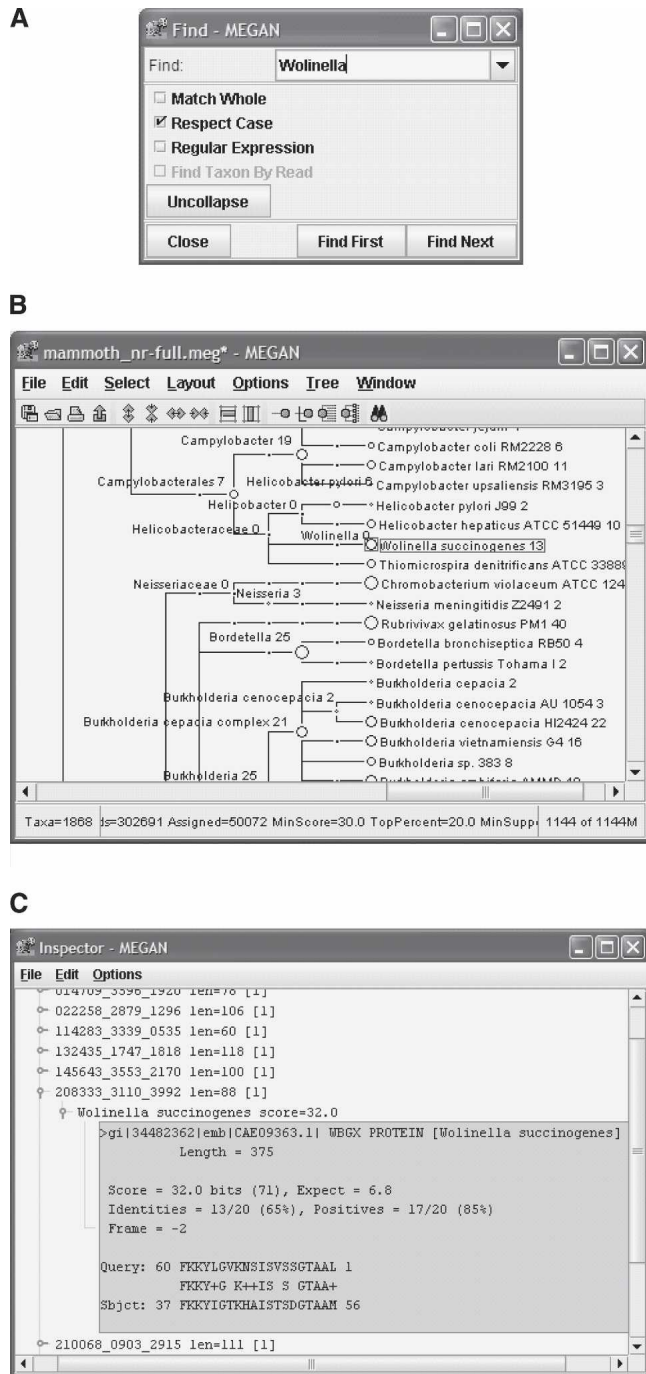 A
Find - MEGAN
Find: Wolinella
Match Whole
Respect Case
Regular Expression
Find Taxon By Read
Uncollapse
Close Find First Find Next
B
mammoth_nr-full.meg* - MEGAN
File Edit Select Layout Options Tree Window
Campylobacter 19
Campylobacter coli RM2228 6
Campylobacter lari RM2100 11
Campylobacterales 7 Helicobacter pylori 6 Campylobacter upsaliensis RM3195 3
Helicobacter 0 Helicobacter pylori J99 2
Helicobacter hepaticus ATCC 51449 10
Helicobacteraceae 0 Wolinella 0
Wolinella succinogenes 13
Thiomicrospira denitrificans ATCC 33889
Neisseriaceae 0 Chromobacterium violaceum ATCC 124
Neisseria 3
Neisseria meningitidis Z2491 2
Rubrivivax gelatinosus PM1 40
Bordetella 25
Bordetella bronchiseptica RB50 4
Bordetella pertussis Tohama I 2
Burkholderia cepacia 2
Burkholderia cenocepacia 2 Burkholderia cenocepacia AU 1054 3
Burkholderia cepacia complex 21 Burkholderia cenocepacia HI2424 22
Burkholderia vietnamiensis G4 16
Burkholderia sp. 383 8
Burkholderia 25
Taxa=1868 ds=302691 Assigned=50072 MinScore=30.0 TopPercent=20.0 MinSupp 1144 of 1144M
C
Inspector - MEGAN
File Edit Options
014709_3596_1920 len=78 [1]
022258_2879_1296 len=106 [1]
114283_3339_0535 len=60 [1]
132435_1747_1818 len=118 [1]
145643_3553_2170 len=100 [1]
208333_3110_3992 len=88 [1]
Wolinella succinogenes score=32.0
>gi|34482362|emb|CAE09363.1| WBGX PROTEIN [Wolinella succinogenes]
Length = 375
Score = 32.0 bits (71), Expect = 6.8
Identities = 13/20 (65%), Positives = 17/20 (85%)
Frame = -2
Query: 60 FKKYLGVKNSISVSSGTAAL 1
FKKY+G K++IS S GTAA+
Sbjct: 37 FKKYIGTKHAISTSDGTAAM 56
210068_0903_2915 len=111 [1]